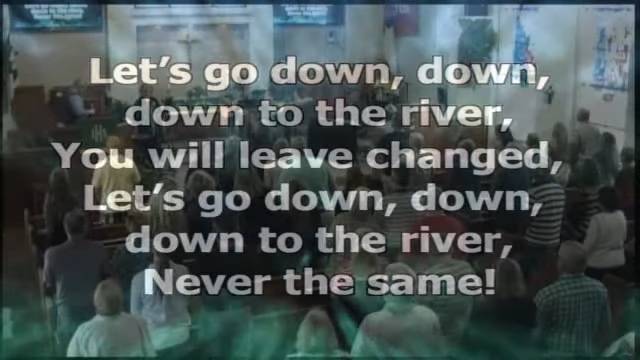 Let's go down, down,
down to the river,
You will leave changed,
Let's go down, down,
down to the river,
Never the same!